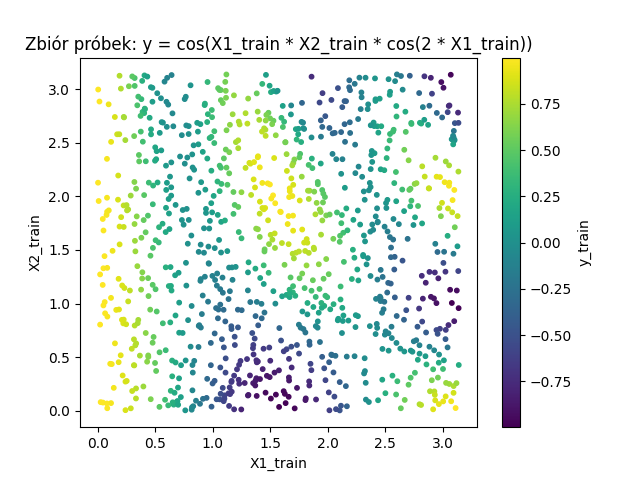 Zbiór próbek: y = cos(X1_train * X2_train * cos(2 * X1_train))
3.0
2.5
2.0
1.5
1.0
0.5
0.0
X2_train
0.0 0.5 1.0 1.5 2.0 2.5 3.0
X1_train
0.75
0.50
0.25
0.00
−0.25
−0.50
−0.75
y_train